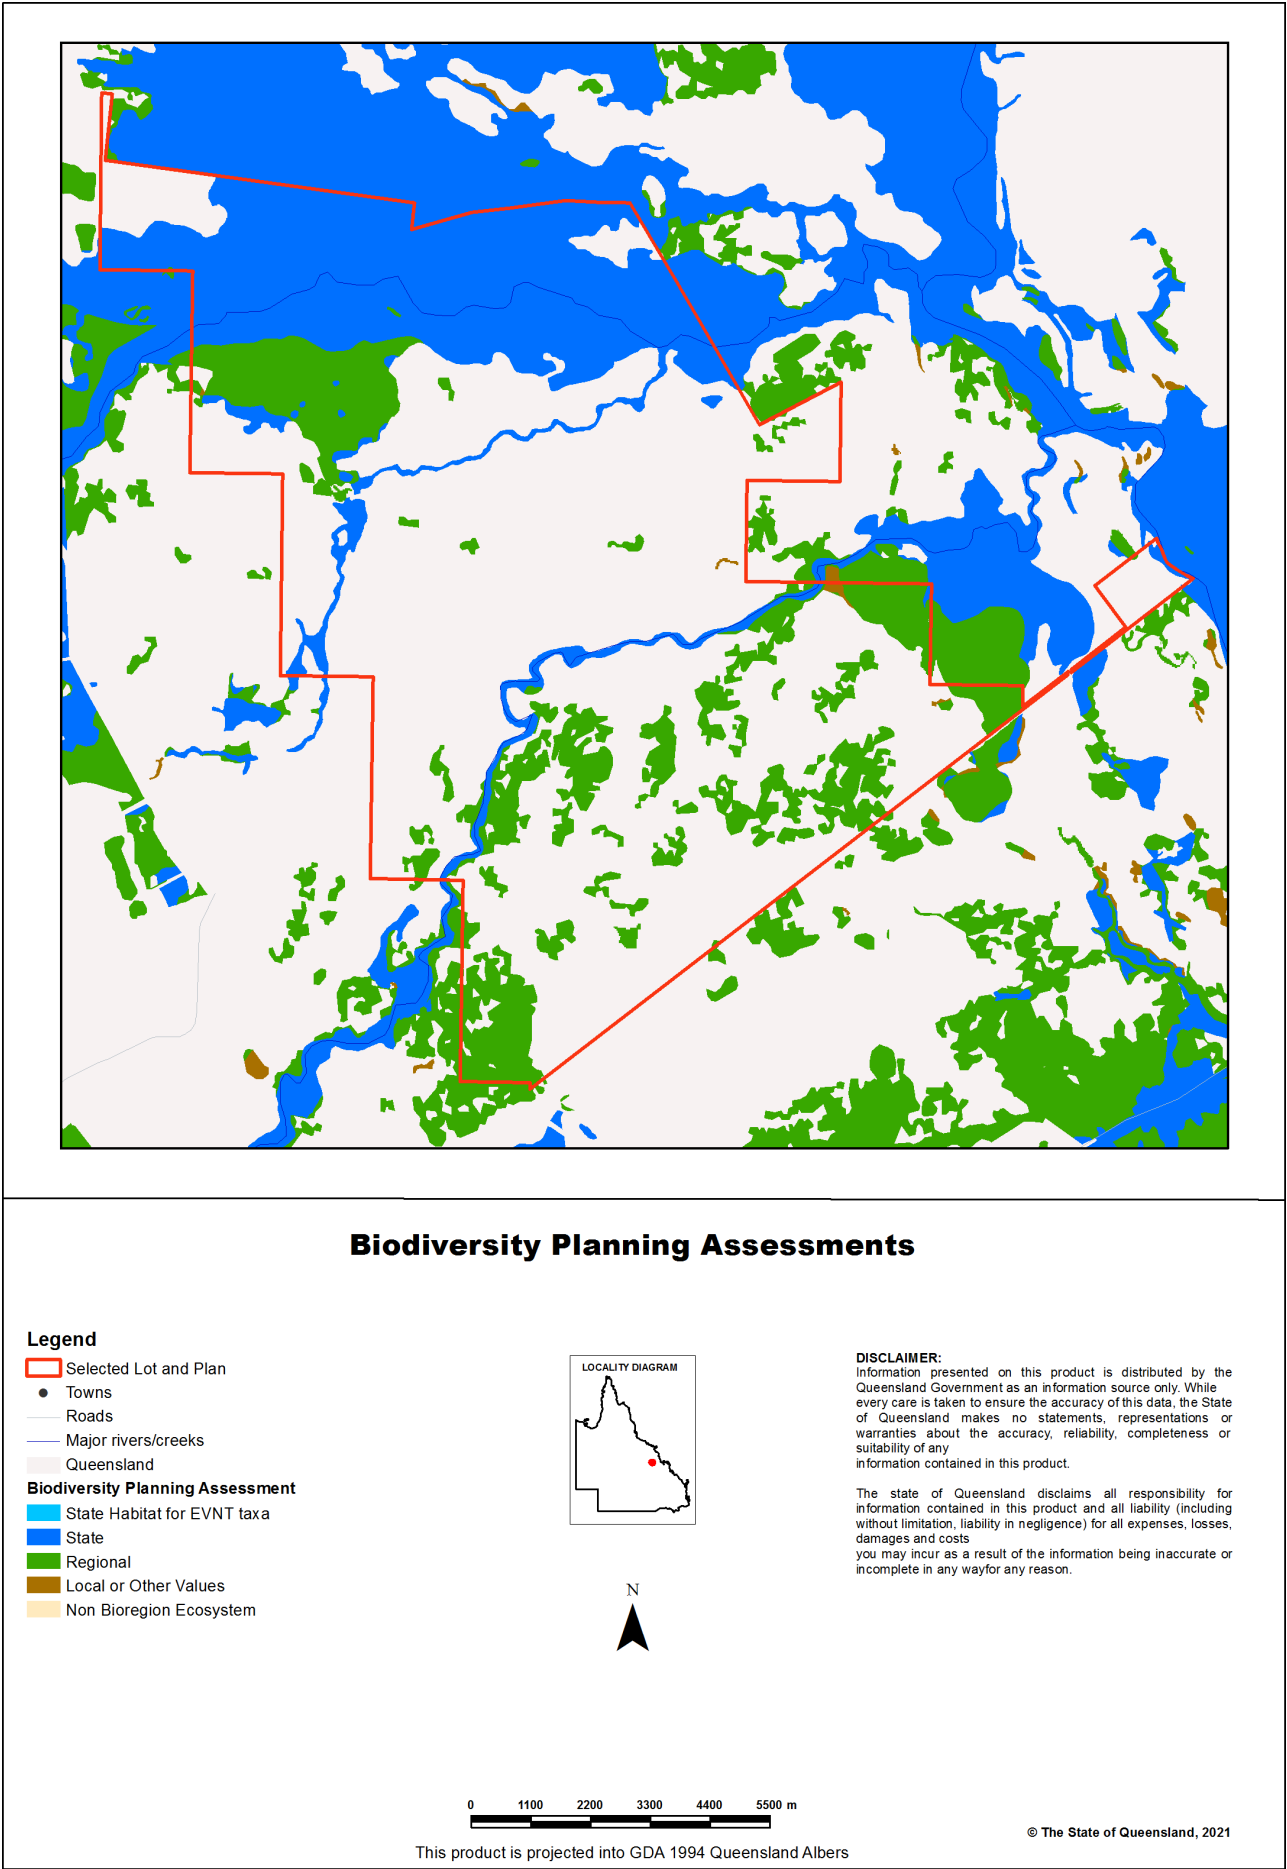 Biodiversity Planning Assessments
Legend
Selected Lot and Plan
Towns
Roads
Major rivers/creeks
Queensland
Biodiversity Planning Assessment
State Habitat for EVNT taxa
State
Regional
Local or Other Values
Non Bioregion Ecosystem
LOCALITY DIAGRAM
N
DISCLAIMER:
Information presented on this product is distributed by the
Queensland Government as an information source only. While
every care is taken to ensure the accuracy of this data, the State
of Queensland makes no statements, representations or
warranties about the accuracy, reliability, completeness or
suitability of any
information contained in this product.
The state of Queensland disclaims all responsibility for
information contained in this product and all liability (including
without limitation, liability in negligence) for all expenses, losses,
damages and costs
you may incur as a result of the information being inaccurate or
incomplete in any wayfor any reason.
0 1100 2200 3300 4400 5500 m
© The State of Queensland, 2021
This product is projected into GDA 1994 Queensland Albers